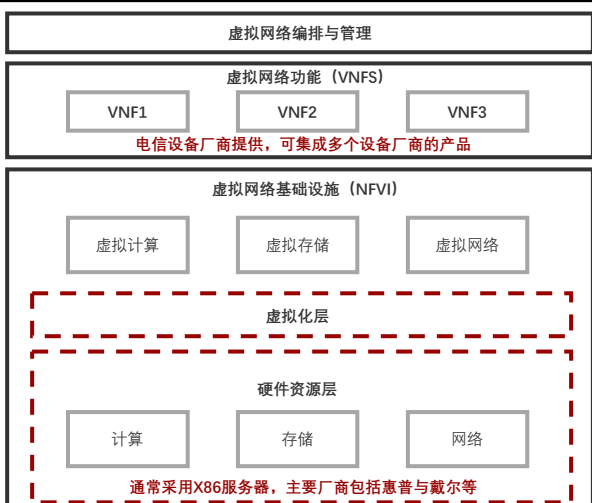 虚拟网络编排与管理
虚拟网络功能（VNFS）
VNF1 VNF2 VNF3
电信设备厂商提供，可集成多个设备厂商的产品
虚拟网络基础设施（NFVI）
虚拟计算 虚拟存储 虚拟网络
虚拟化层
硬件资源层
计算 存储 网络
通常采用X86服务器，主要厂商包括惠普与戴尔等